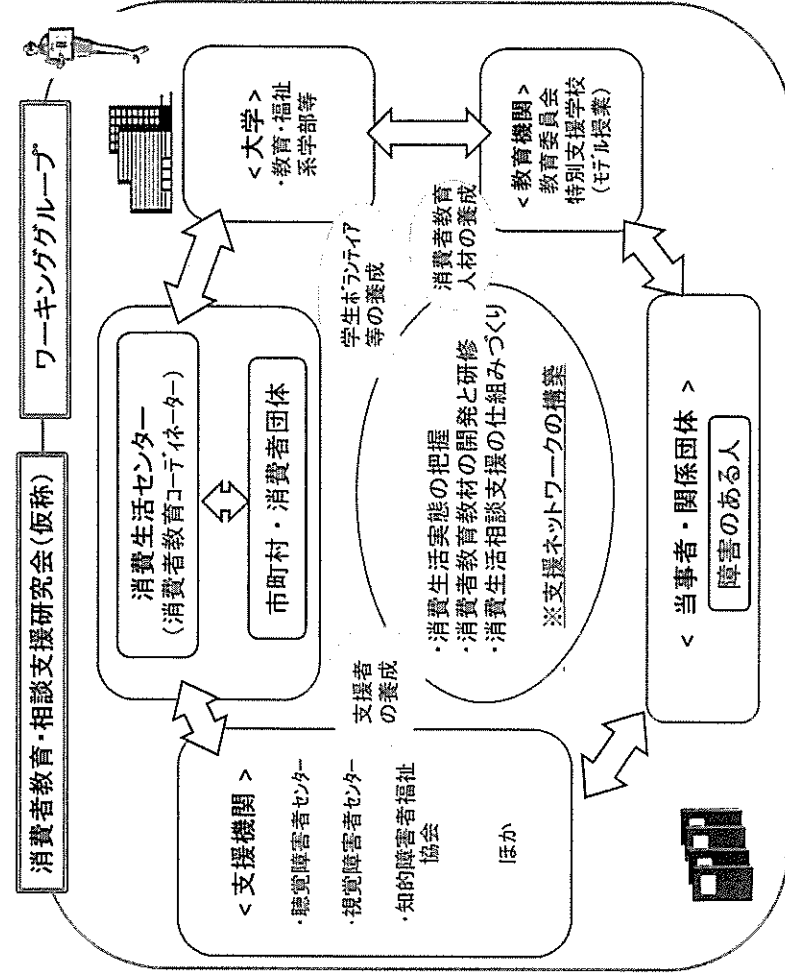 消費者教育・相談支援研究会(仮称)
ワーキンググループ
消費生活センター
(消費者教育コーディネーター)
市町村・消費者団体
<支援機関>
・聴覚障害者センター
・視覚障害者センター
・知的障害者福祉
協会
ほか
支援者
の養成
学生ボランティア
等の養成
<大学>
・教育・福祉
系学部等
消費者教育
人材の養成
・消費生活実態の把握
・消費者教育教材の開発と研修
・消費生活相談支援の仕組みづくり
※支援ネットワークの構築
<教育機関>
教育委員会
特別支援学校
(モデル授業)
< 当事者・関係団体 >
障害のある人